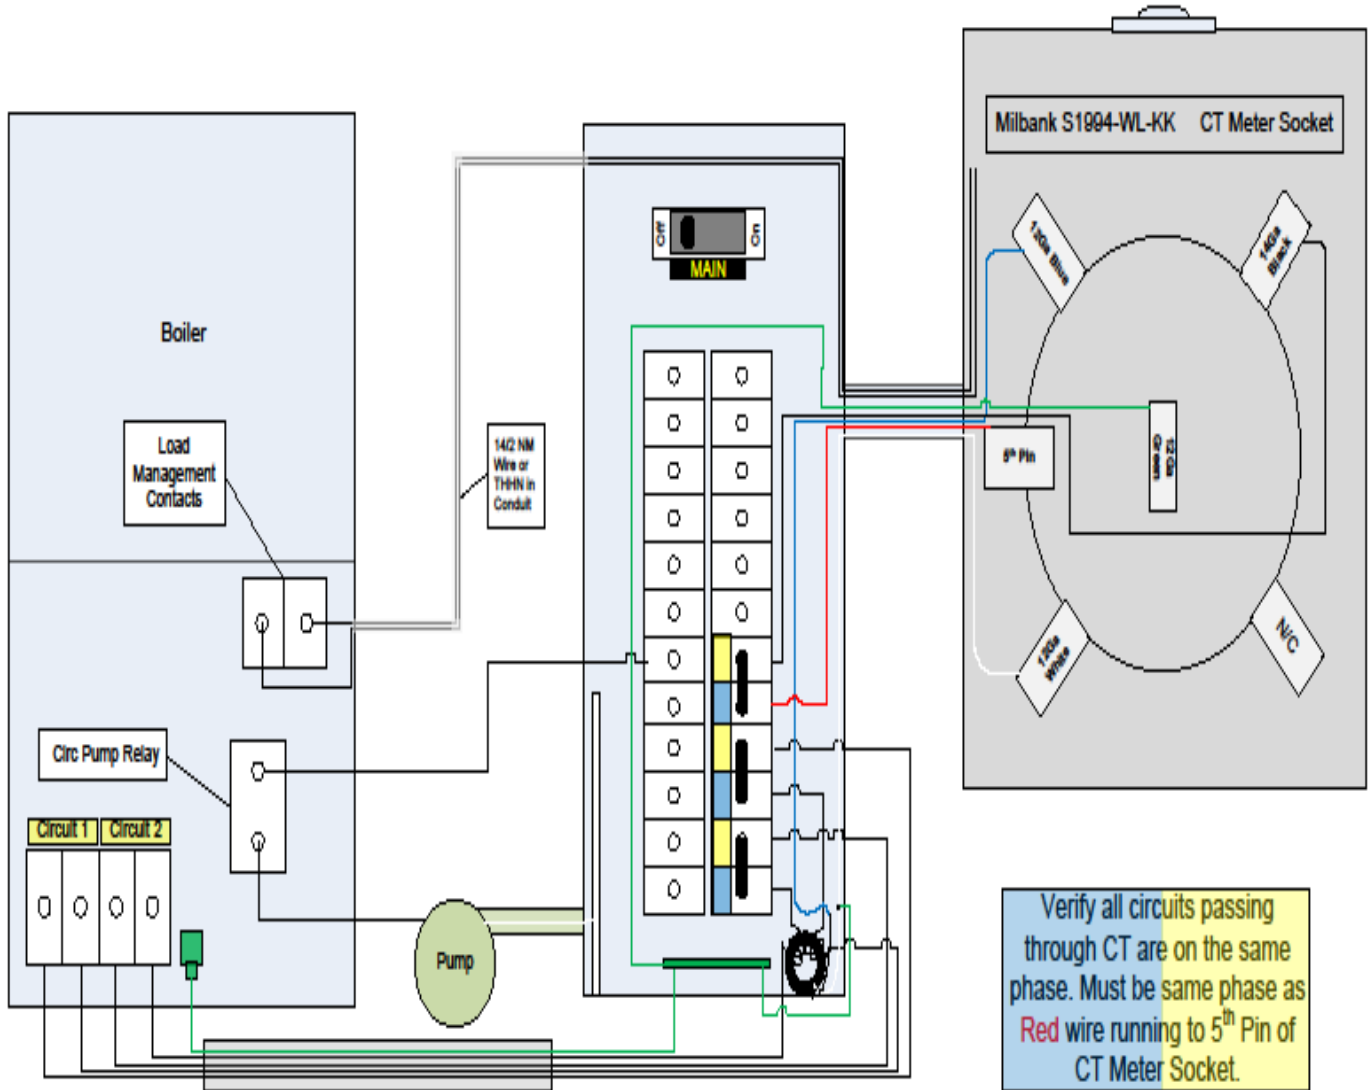 Milbank S1994-WL-KK    CT Meter Socket
12Ga Blue
14Ga
Black
Off
On
MAIN
Boiler
Load
Management
Contacts
14/2 NM
Wire or
THHN in
Conduit
5th Pin
12 Ga
Green
12Ga
White
N/C
Circ Pump Relay
Circuit 1
Circuit 2
Pump
Verify all circuits passing
through CT are on the same
phase. Must be same phase as
Red wire running to 5th Pin of
CT Meter Socket.